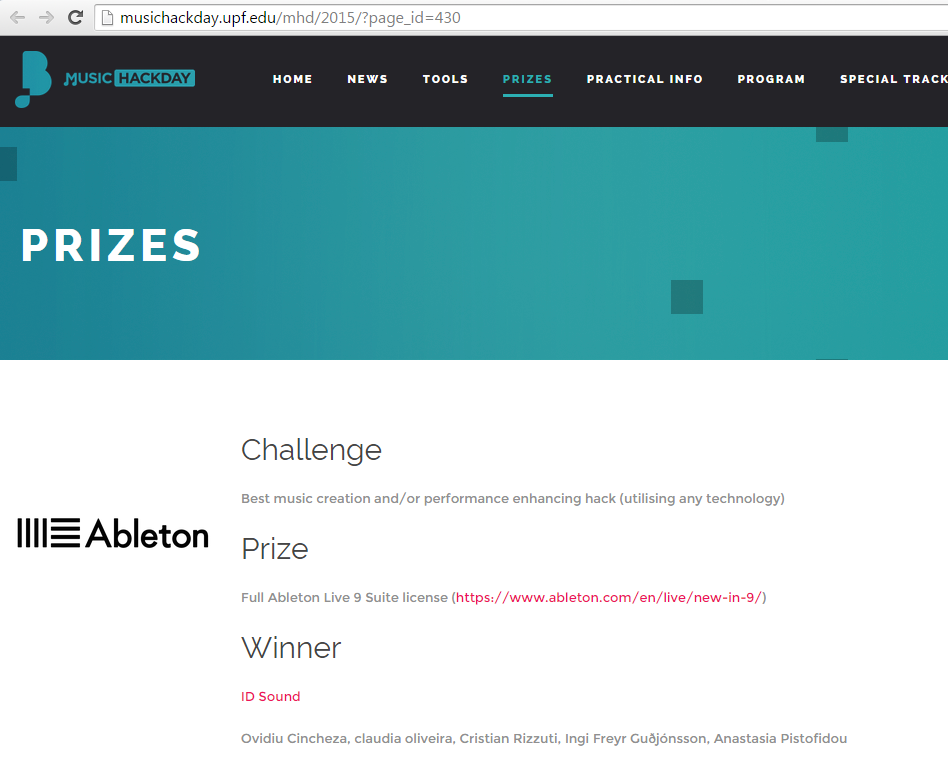 musichackday.upf.edu/mhd/2015/?page_id=430
MUSIC HACKDAY
HOME NEWS TOOLS PRIZES PRACTICAL INFO PROGRAM SPECIAL TRACK
PRIZES
Challenge
Best music creation and/or performance enhancing hack (utilising any technology)
Ableton
Prize
Full Ableton Live 9 Suite license (https://www.ableton.com/en/live/new-in-9/)
Winner
ID Sound
Ovidiu Cincheza, claudia oliveira, Cristian Rizzuti, Ingi Freyr Guðjónsson, Anastasia Pistofidou